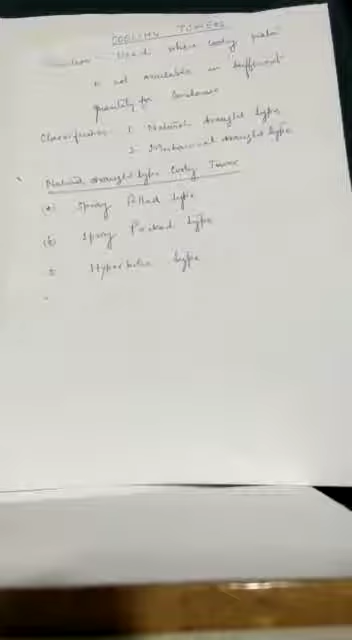 COOLING TOWERS
Used where cooling water
is not available in sufficient
quantity for condenser
Classification - 1. Natural draught type
2. Mechanical draught type
Natural draught type Cooling Tower
(a) Spray filled type
(b) Spray Packed type
Hyperbolic type